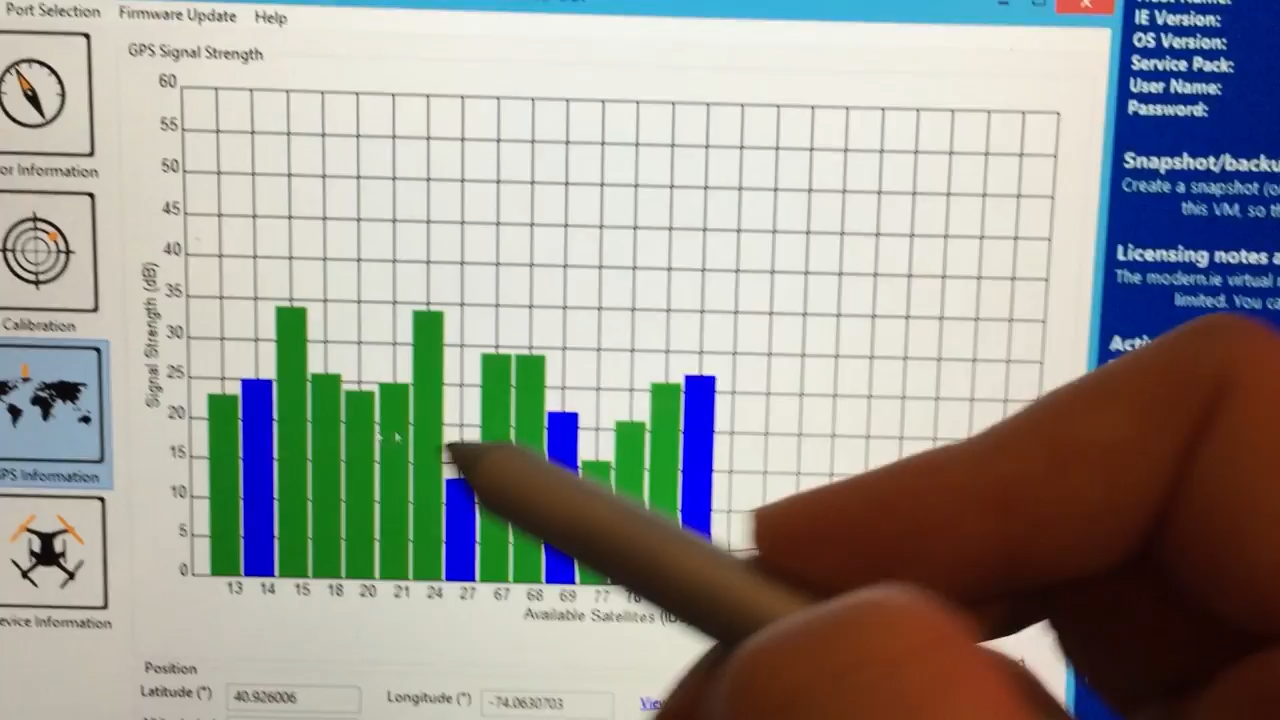 Port Selection Firmware Update Help
IE Version:
OS Version:
Service Pack:
User Name:
Password:
GPS Signal Strength
60
55
50
45
40
35
30
25
20
15
10
5
0
Signal Strength (dB)
13 14 15 18 20 21 24 27 67 68 69 77
Available Satellites
or Information
Calibration
PS Information
evice Information
Position
Latitude (°) 40.926006 Longitude (°) -74.0630703
Snapshot/backu
Create a snapshot (o
this VM, so th
Licensing notes a
The modern.ie virtual
limited. You ca
Acti